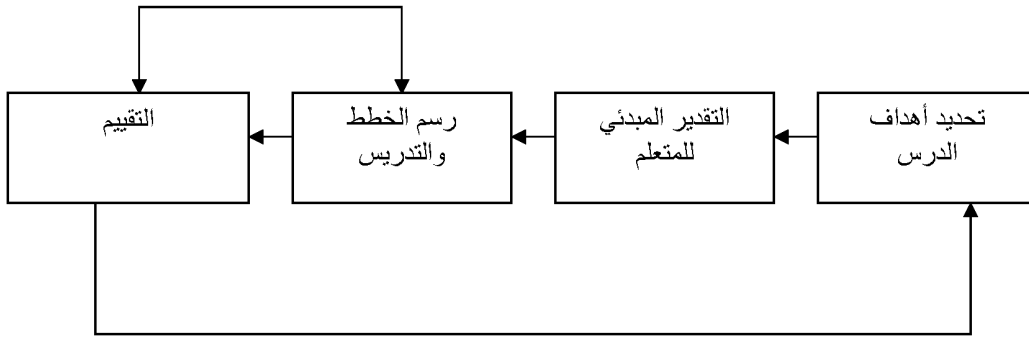 تحديد أهداف
الدرس
التقدير المبدئي
للمتعلم
رسم الخطط
والتدريس
التقييم